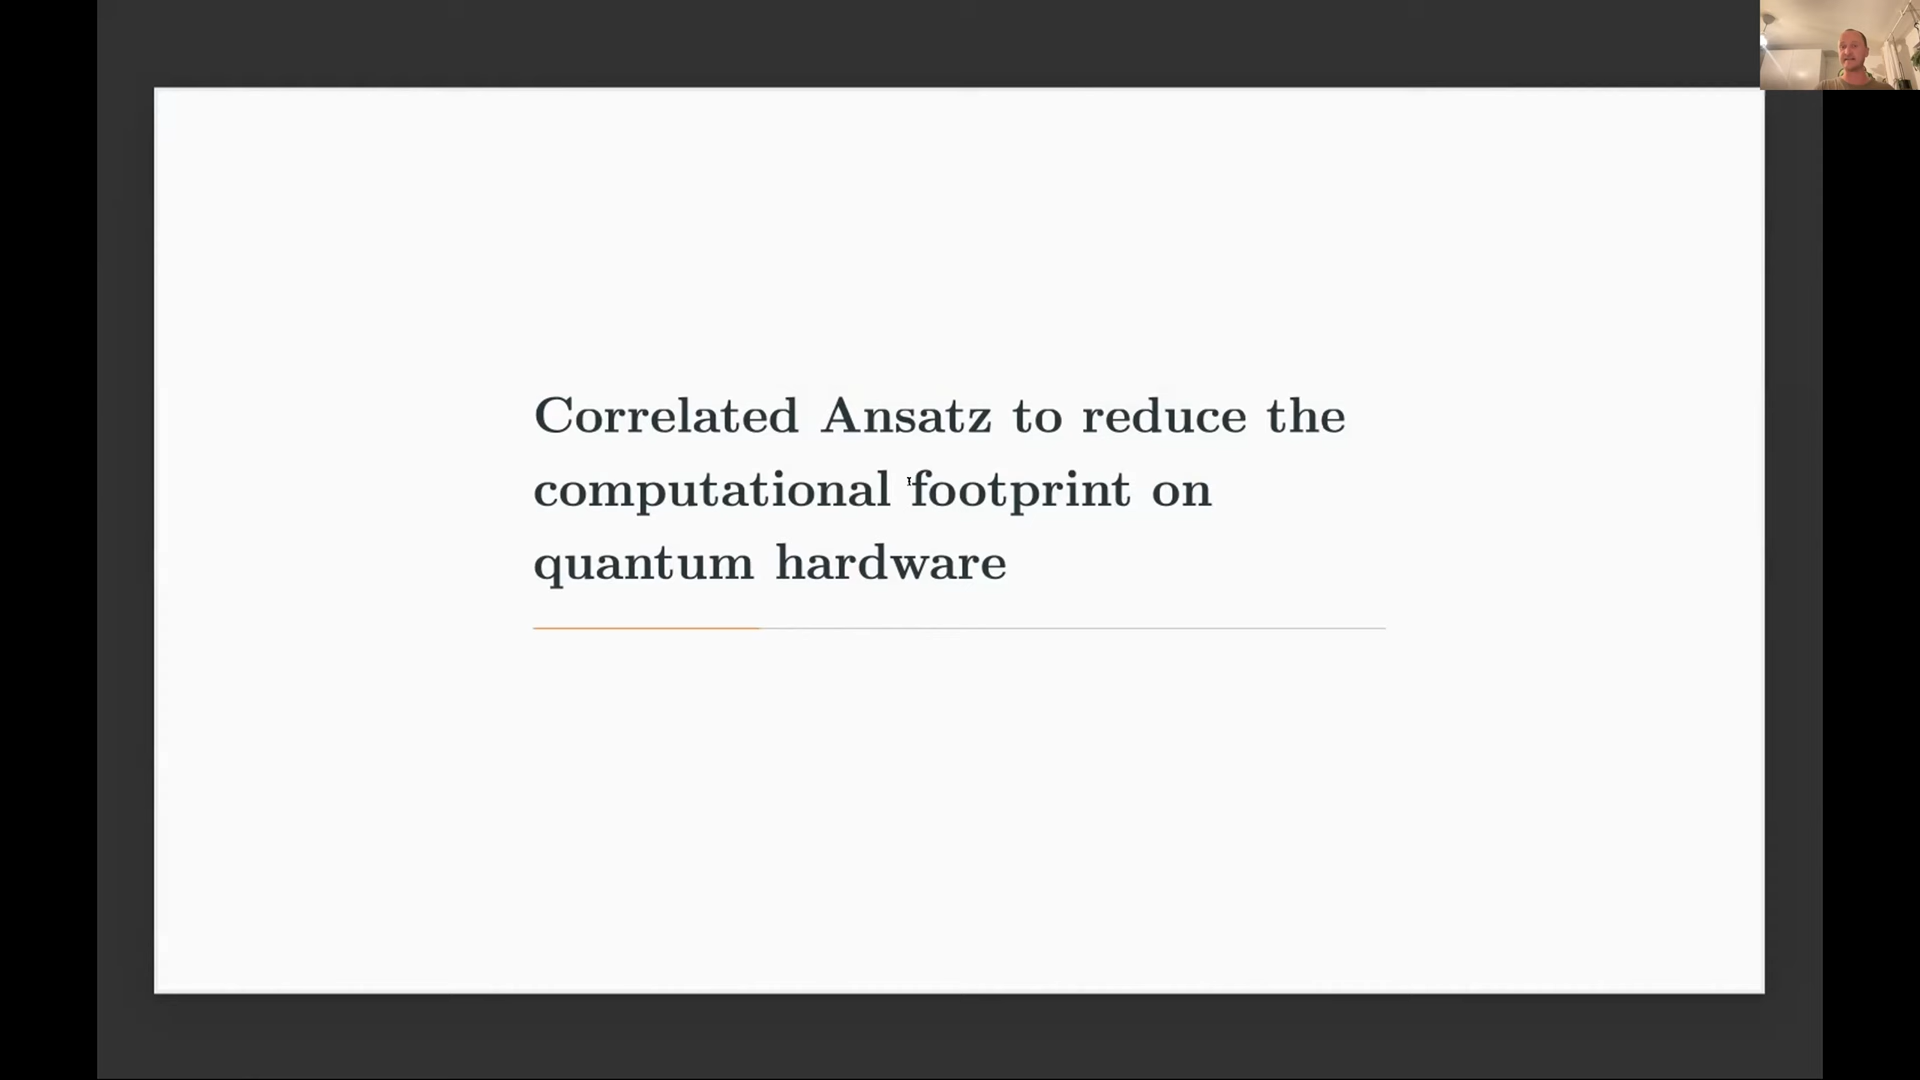 Correlated Ansatz to reduce the
computational footprint on
quantum hardware